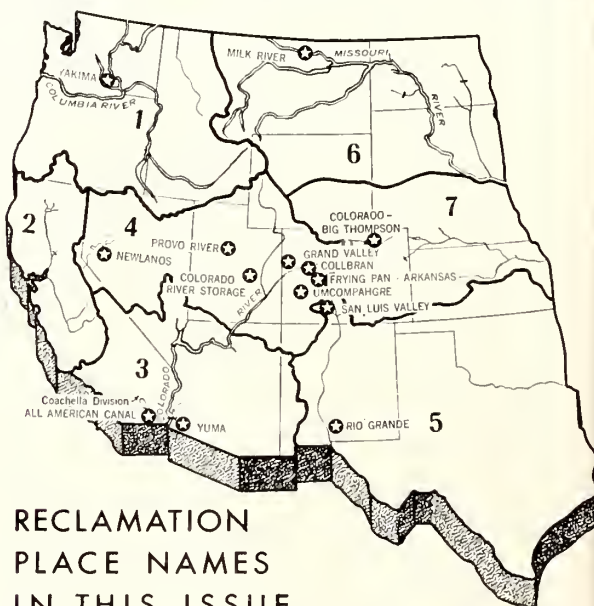 MILK RIVER
MISSOURI
RIVER
YAKIMA
COLUMBIA RIVER
1
6
2
4
7
COLORADO-
BIG THOMPSON
PROVO RIVER
GRAND VALLEY
COLLBRAN
NEWLANDS
COLORADO
RIVER STORAGE
FRYING PAN - ARKANSAS
UMCOMPAHGRE
RIVER
SAN LUIS VALLEY
3
COLORADO
Coachella Division
ALL AMERICAN CANAL
YUMA
RIO GRANDE
5
RECLAMATION
PLACE NAMES
IN THIS ISSUE